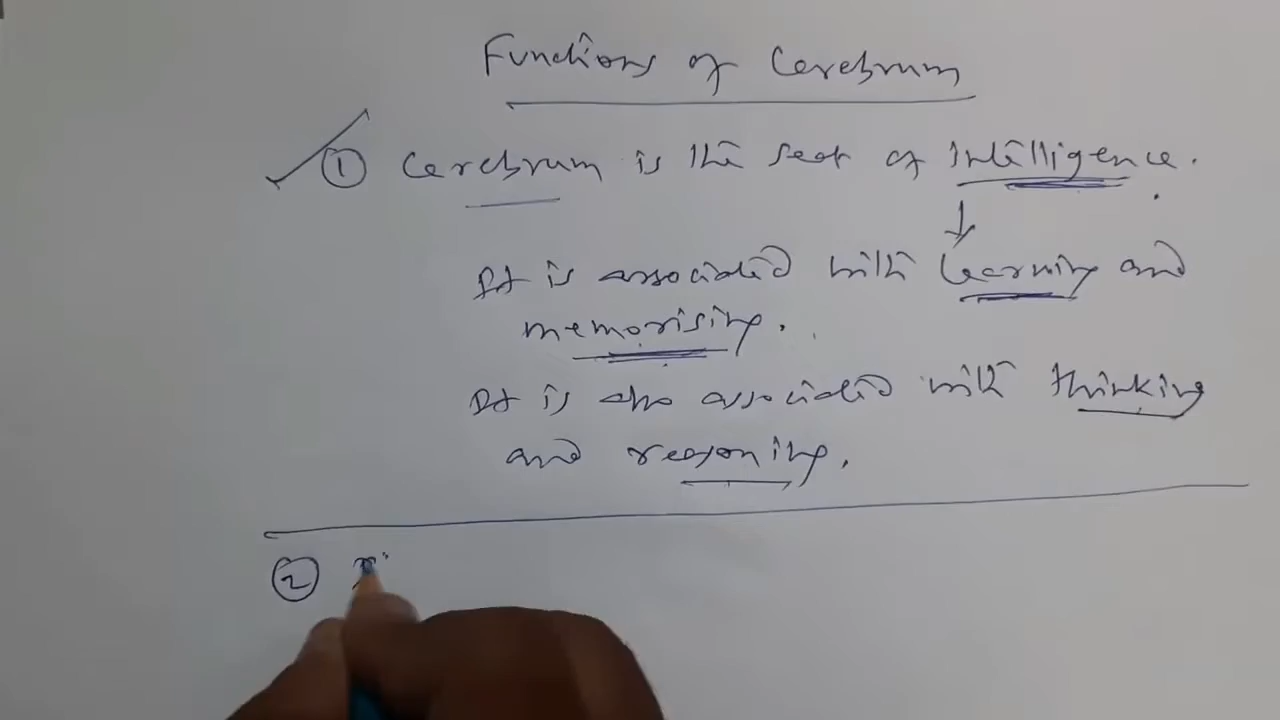 Functions of Cerebrum
① Cerebrum is the seat of Intelligence.
It is associated with learning and
memorising.
It is also associated with thinking
and reasoning.
②